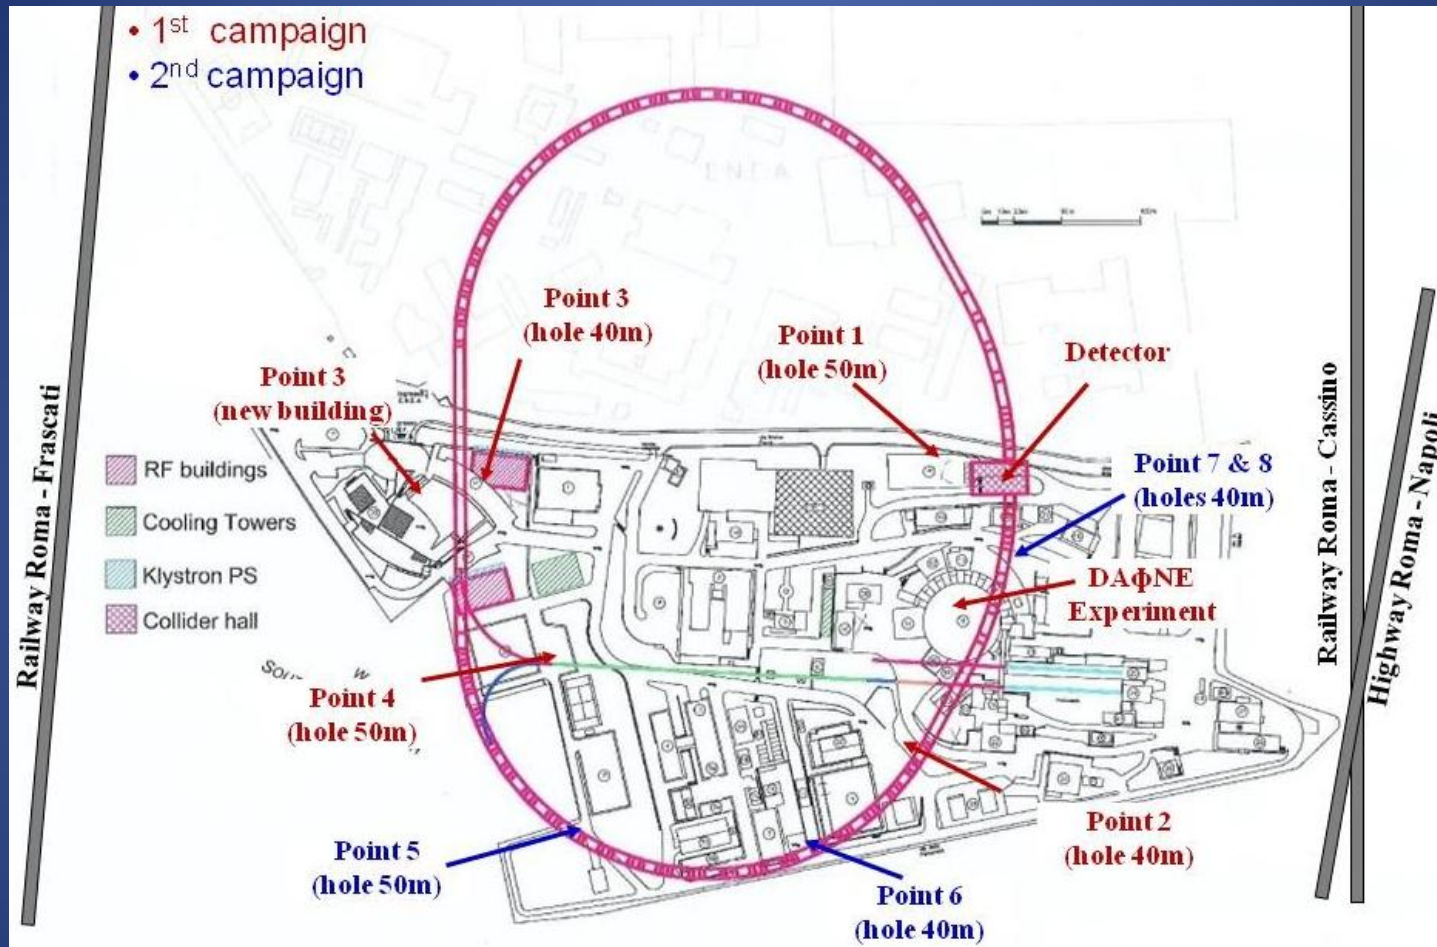 • 1st campaign
• 2nd campaign
E.N.E.A
Point 3
(hole 40m)
Point 1
(hole 50m)
Detector
Point 3
(new building)
Railway Roma - Frascati
Railway Roma - Cassino
Highway Roma - Napoli
RF buildings
Cooling Towers
Klystron PS
Collider hall
Point 7 & 8
(holes 40m)
DAΦNE
Experiment
Point 4
(hole 50m)
Point 2
(hole 40m)
Point 5
(hole 50m)
Point 6
(hole 40m)